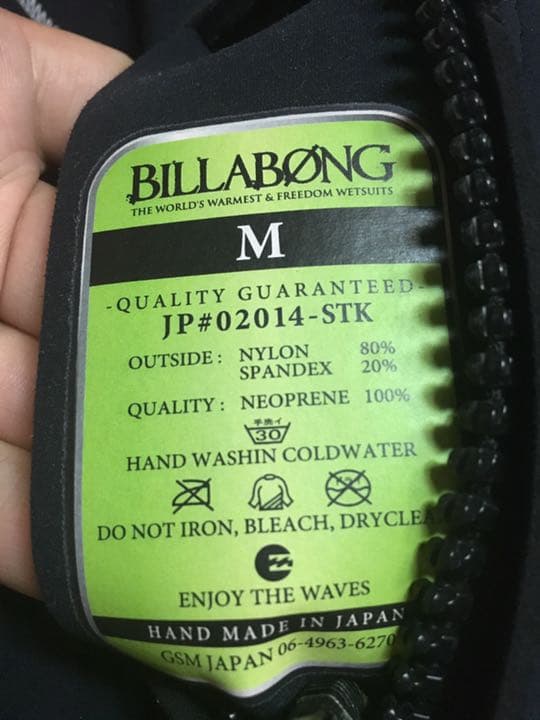 BILLABØNG
THE WORLD'S WARMEST & FREEDOM WETSUITS
M
-QUALITY GUARANTEED-
JP#02014-STK
OUTSIDE : NYLON 80%
SPANDEX 20%
QUALITY : NEOPRENE 100%
手洗イ
30
HAND WASHIN COLDWATER
DO NOT IRON, BLEACH, DRYCLEA
ENJOY THE WAVES
HAND MADE IN JAPAN
GSM JAPAN 06-4963-6270